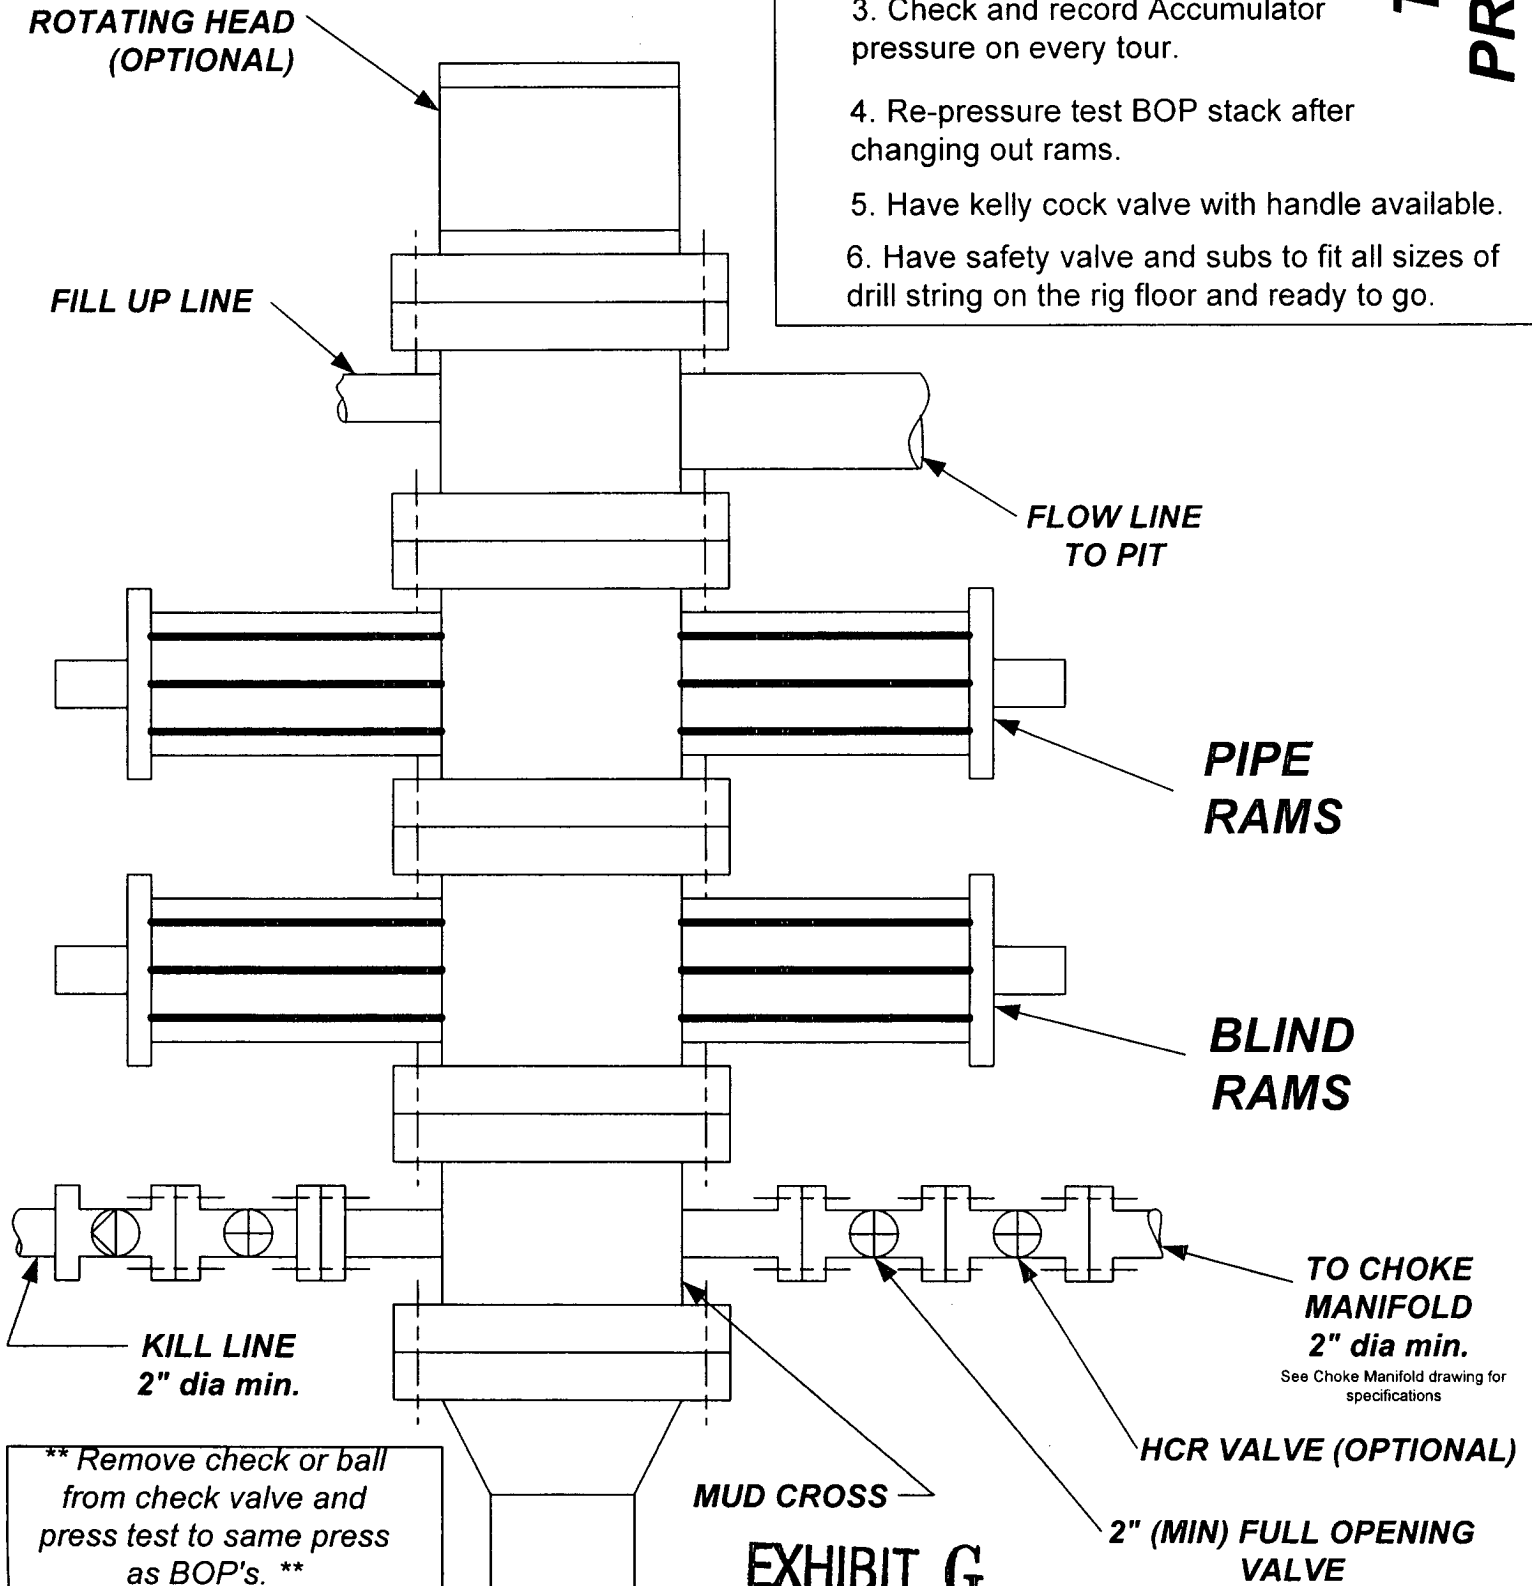 ROTATING HEAD
(OPTIONAL)
3. Check and record Accumulator
pressure on every tour.
4. Re-pressure test BOP stack after
changing out rams.
5. Have kelly cock valve with handle available.
6. Have safety valve and subs to fit all sizes of
drill string on the rig floor and ready to go.
FILL UP LINE
FLOW LINE
TO PIT
PIPE
RAMS
BLIND
RAMS
TO CHOKE
MANIFOLD
2" dia min.
See Choke Manifold drawing for
specifications
KILL LINE
2" dia min.
HCR VALVE (OPTIONAL)
** Remove check or ball
from check valve and
press test to same press
as BOP's. **
MUD CROSS
2" (MIN) FULL OPENING
VALVE
EXHIBIT G